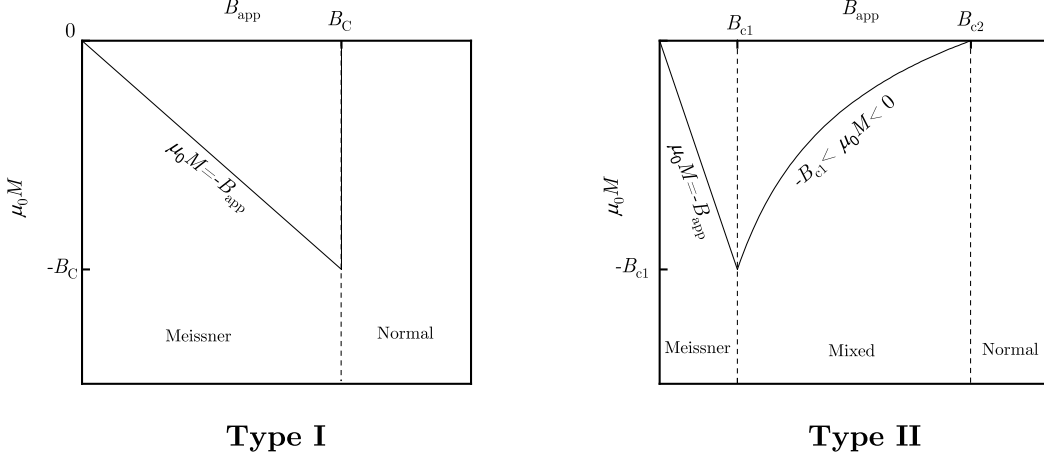 B_app
B_C
0
μ₀M
μ₀M=-B_app
-B_C
Meissner
Normal
Type I
B_app
B_c1
B_c2
μ₀M
μ₀M=-B_app
-B_c1< μ₀M< 0
-B_c1
Meissner
Mixed
Normal
Type II